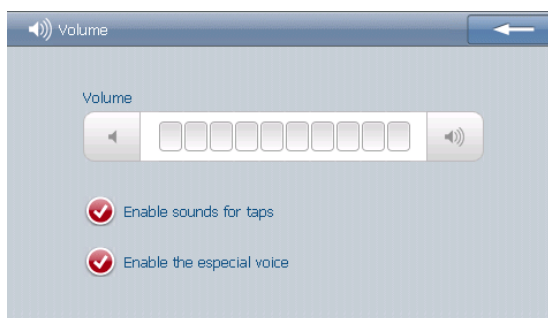 Volume
Volume
Enable sounds for taps
Enable the especial voice